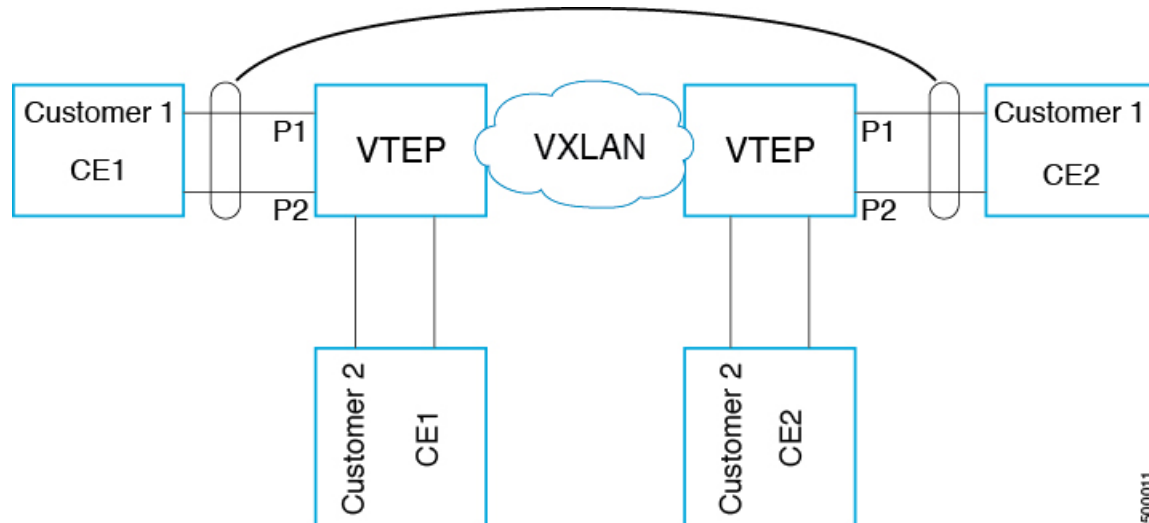 Customer 1
CE1
P1
P2
VTEP
VXLAN
VTEP
P1
P2
Customer 1
CE2
Customer 2
CE1
Customer 2
CE2
500011